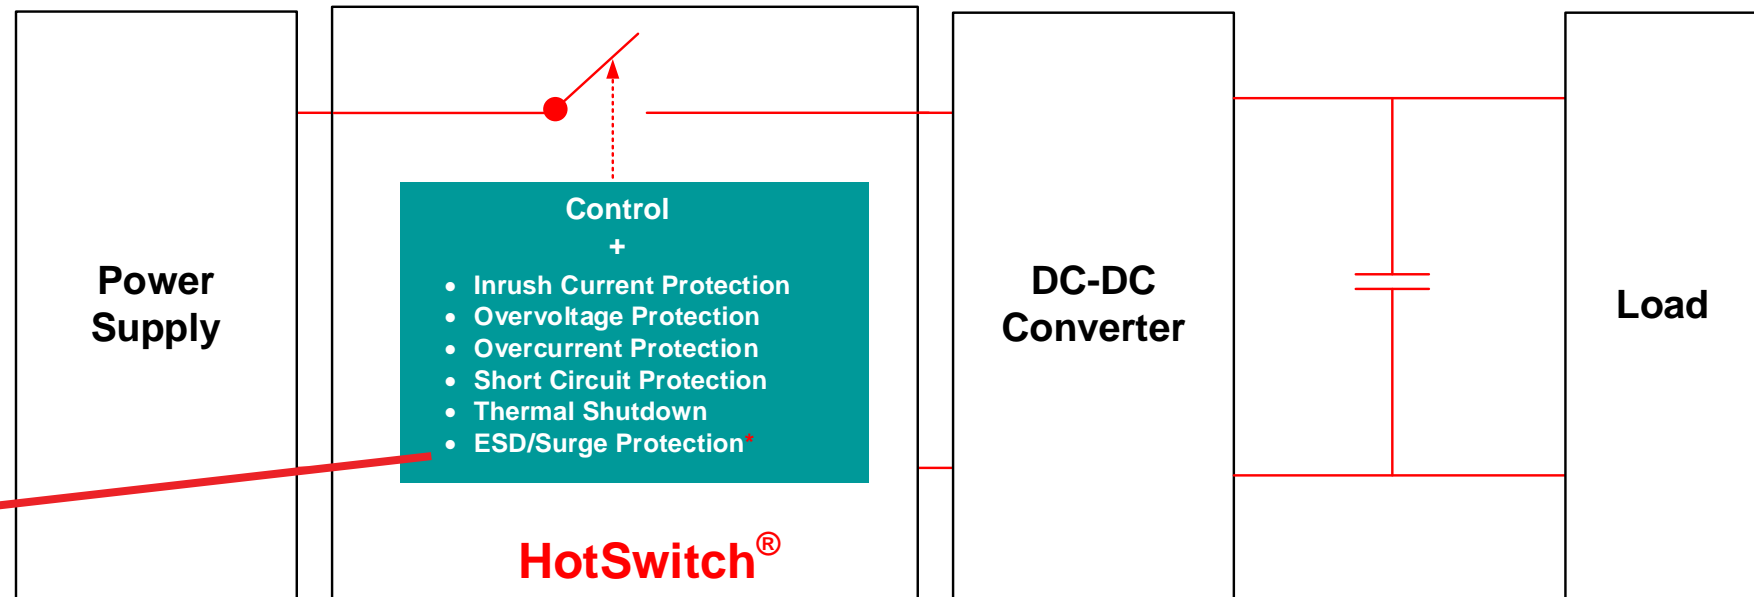 Power
Supply
Control
+
• Inrush Current Protection
• Overvoltage Protection
• Overcurrent Protection
• Short Circuit Protection
• Thermal Shutdown
• ESD/Surge Protection*
HotSwitch®
DC-DC
Converter
Load